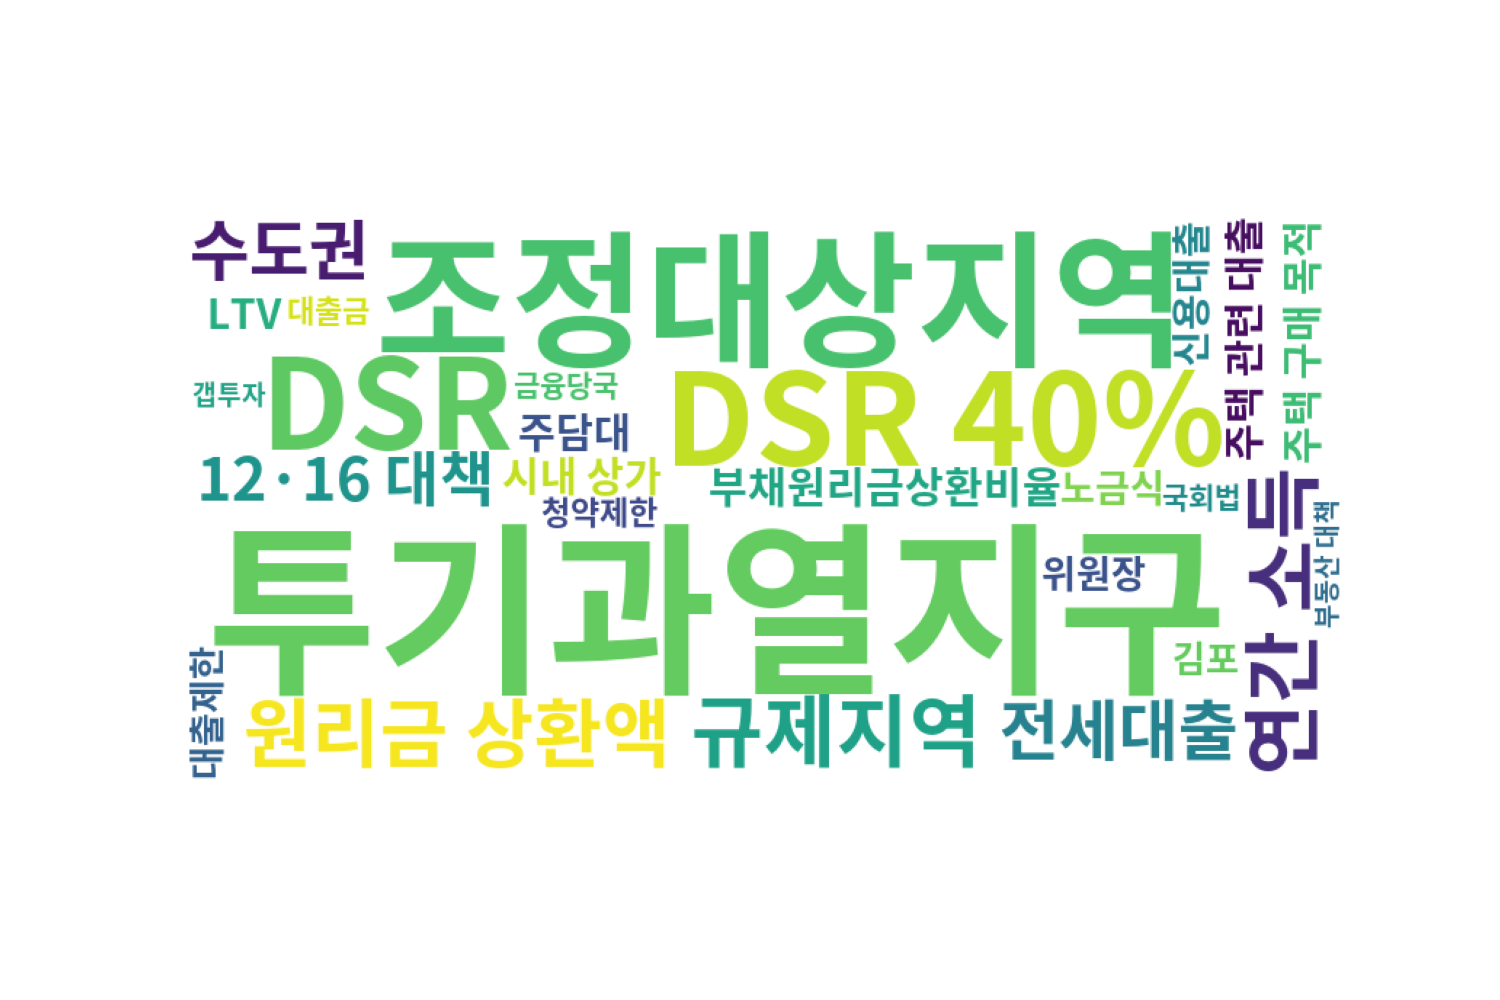 수도권
조정대상지역
신용대출
주택 관련 대출
주택 구매 목적
LTV
대출금
갭투자
DSR
금융당국
주담대
DSR 40%
12·16 대책
시내 상가
부채원리금상환비율
노금식
국회법
청약제한
연간 소득
부동산 대책
투기과열지구
위원장
김포
대출제한
원리금 상환액
규제지역
전세대출